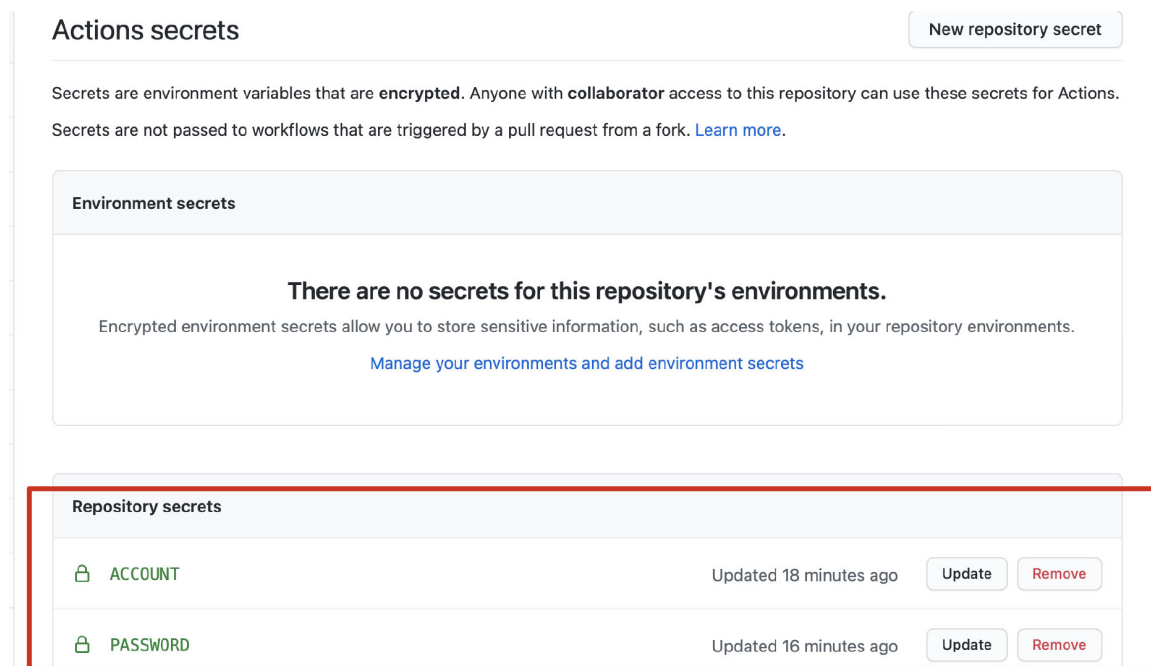 Actions secrets
New repository secret
Secrets are environment variables that are encrypted. Anyone with collaborator access to this repository can use these secrets for Actions.
Secrets are not passed to workflows that are triggered by a pull request from a fork. Learn more.
Environment secrets
There are no secrets for this repository's environments.
Encrypted environment secrets allow you to store sensitive information, such as access tokens, in your repository environments.
Manage your environments and add environment secrets
Repository secrets
ACCOUNT Updated 18 minutes ago Update Remove
PASSWORD Updated 16 minutes ago Update Remove